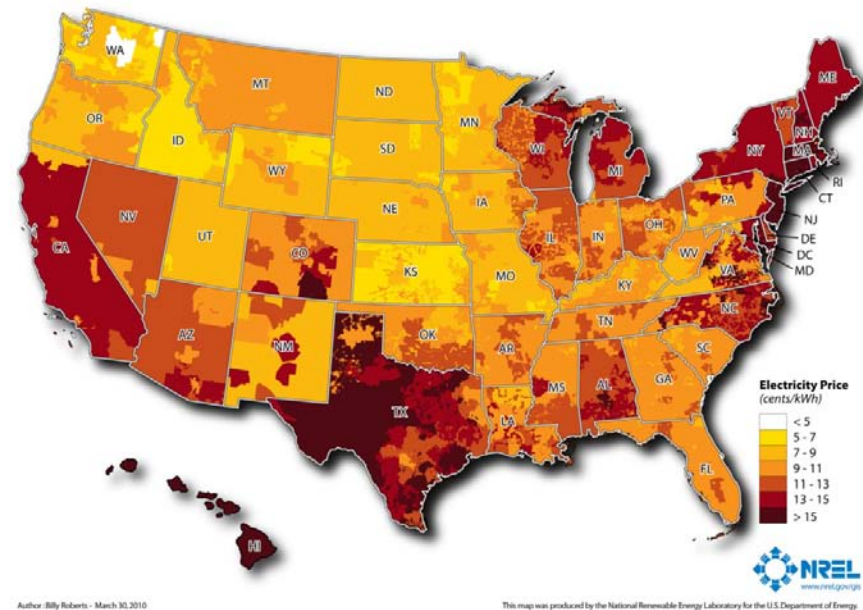 WA
MT
ND
MN
OR
ID
SD
WY
WI
MI
ME
VT
NH
NY
MA
RI
CT
NV
NE
IA
PA
NJ
CA
UT
CO
IL
IN
OH
DE
DC
MD
WV
KS
MO
KY
VA
AZ
NM
OK
AR
TN
NC
SC
MS
AL
GA
TX
LA
FL
HI
Electricity Price
(cents/kWh)
< 5
5 - 7
7 - 9
9 - 11
11 - 13
13 - 15
> 15
NREL
www.nrel.gov/gis
Author : Billy Roberts - March 30, 2010
This map was produced by the National Renewable Energy Laboratory for the U.S. Department of Energy.